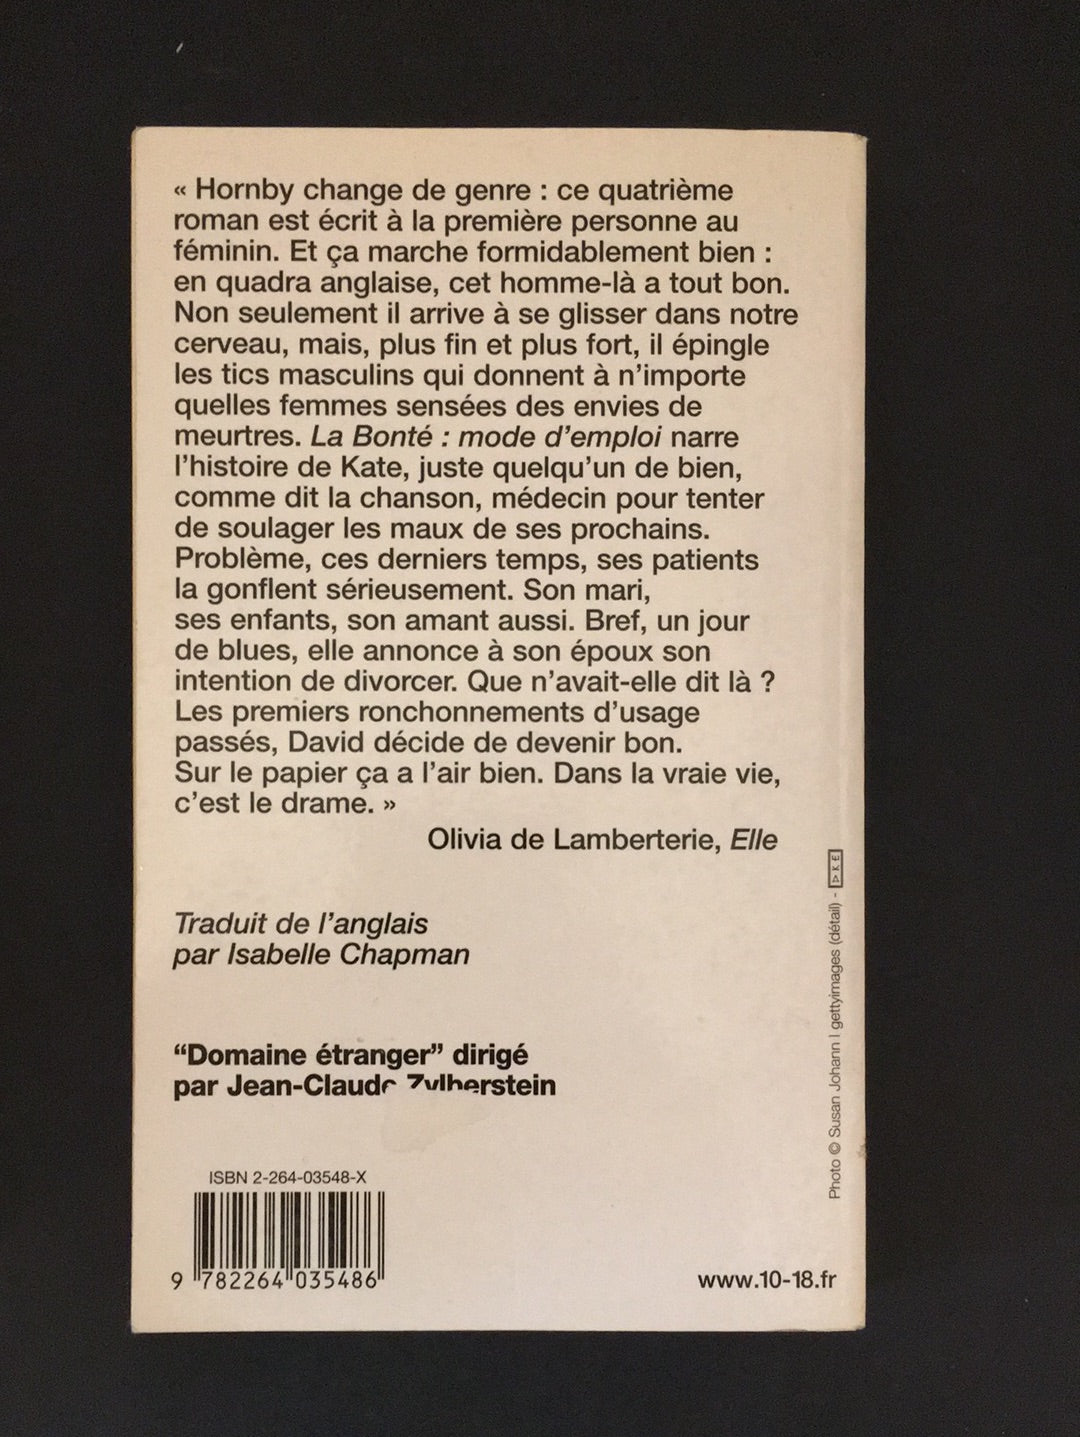 « Hornby change de genre : ce quatrième
roman est écrit à la première personne au
féminin. Et ça marche formidablement bien :
en quadra anglaise, cet homme-là a tout bon.
Non seulement il arrive à se glisser dans notre
cerveau, mais, plus fin et plus fort, il épingle
les tics masculins qui donnent à n’importe
quelles femmes sensées des envies de
meurtres. La Bonté : mode d’emploi narre
l’histoire de Kate, juste quelqu’un de bien,
comme dit la chanson, médecin pour tenter
de soulager les maux de ses prochains.
Problème, ces derniers temps, ses patients
la gonflent sérieusement. Son mari,
ses enfants, son amant aussi. Bref, un jour
de blues, elle annonce à son époux son
intention de divorcer. Que n’avait-elle dit là ?
Les premiers ronchonnements d’usage
passés, David décide de devenir bon.
Sur le papier ça a l’air bien. Dans la vraie vie,
c’est le drame. »
Olivia de Lamberterie, Elle
Traduit de l’anglais
par Isabelle Chapman
“Domaine étranger” dirigé
par Jean-Claude Zylberstein
ISBN 2-264-03548-X
9 782264 035486
www.10-18.fr
Photo © Susan Johann | gettyimages (détail) -